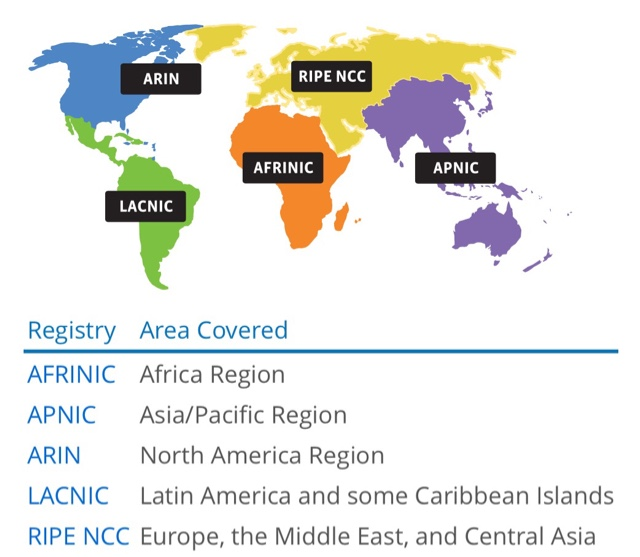 ARIN
RIPE NCC
AFRINIC
APNIC
LACNIC
Registry Area Covered
AFRINIC Africa Region
APNIC Asia/Pacific Region
ARIN North America Region
LACNIC Latin America and some Caribbean Islands
RIPE NCC Europe, the Middle East, and Central Asia